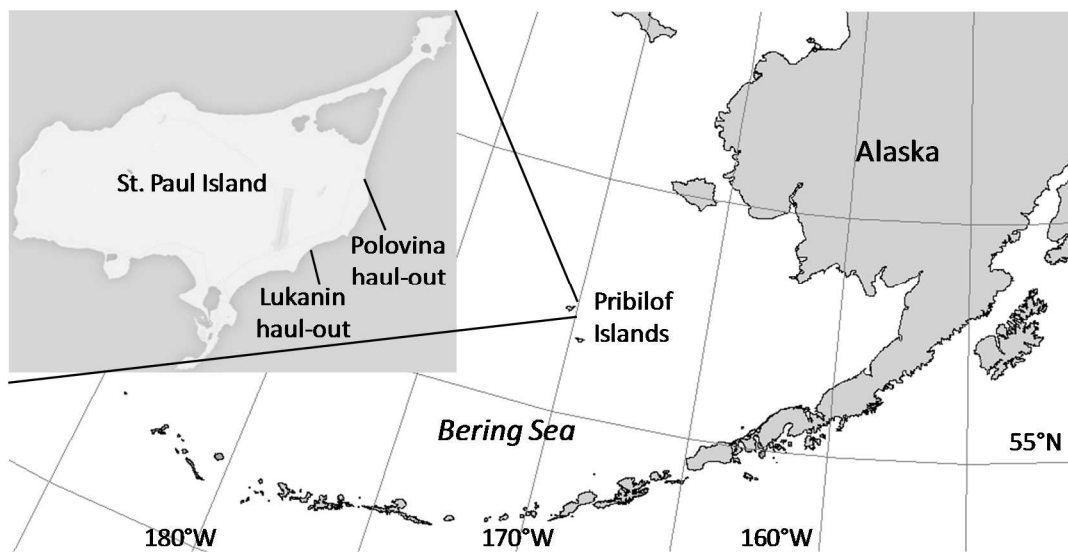 St. Paul Island
Polovina
haul-out
Lukanin
haul-out
Alaska
Pribilof
Islands
Bering Sea
55°N
180°W
170°W
160°W